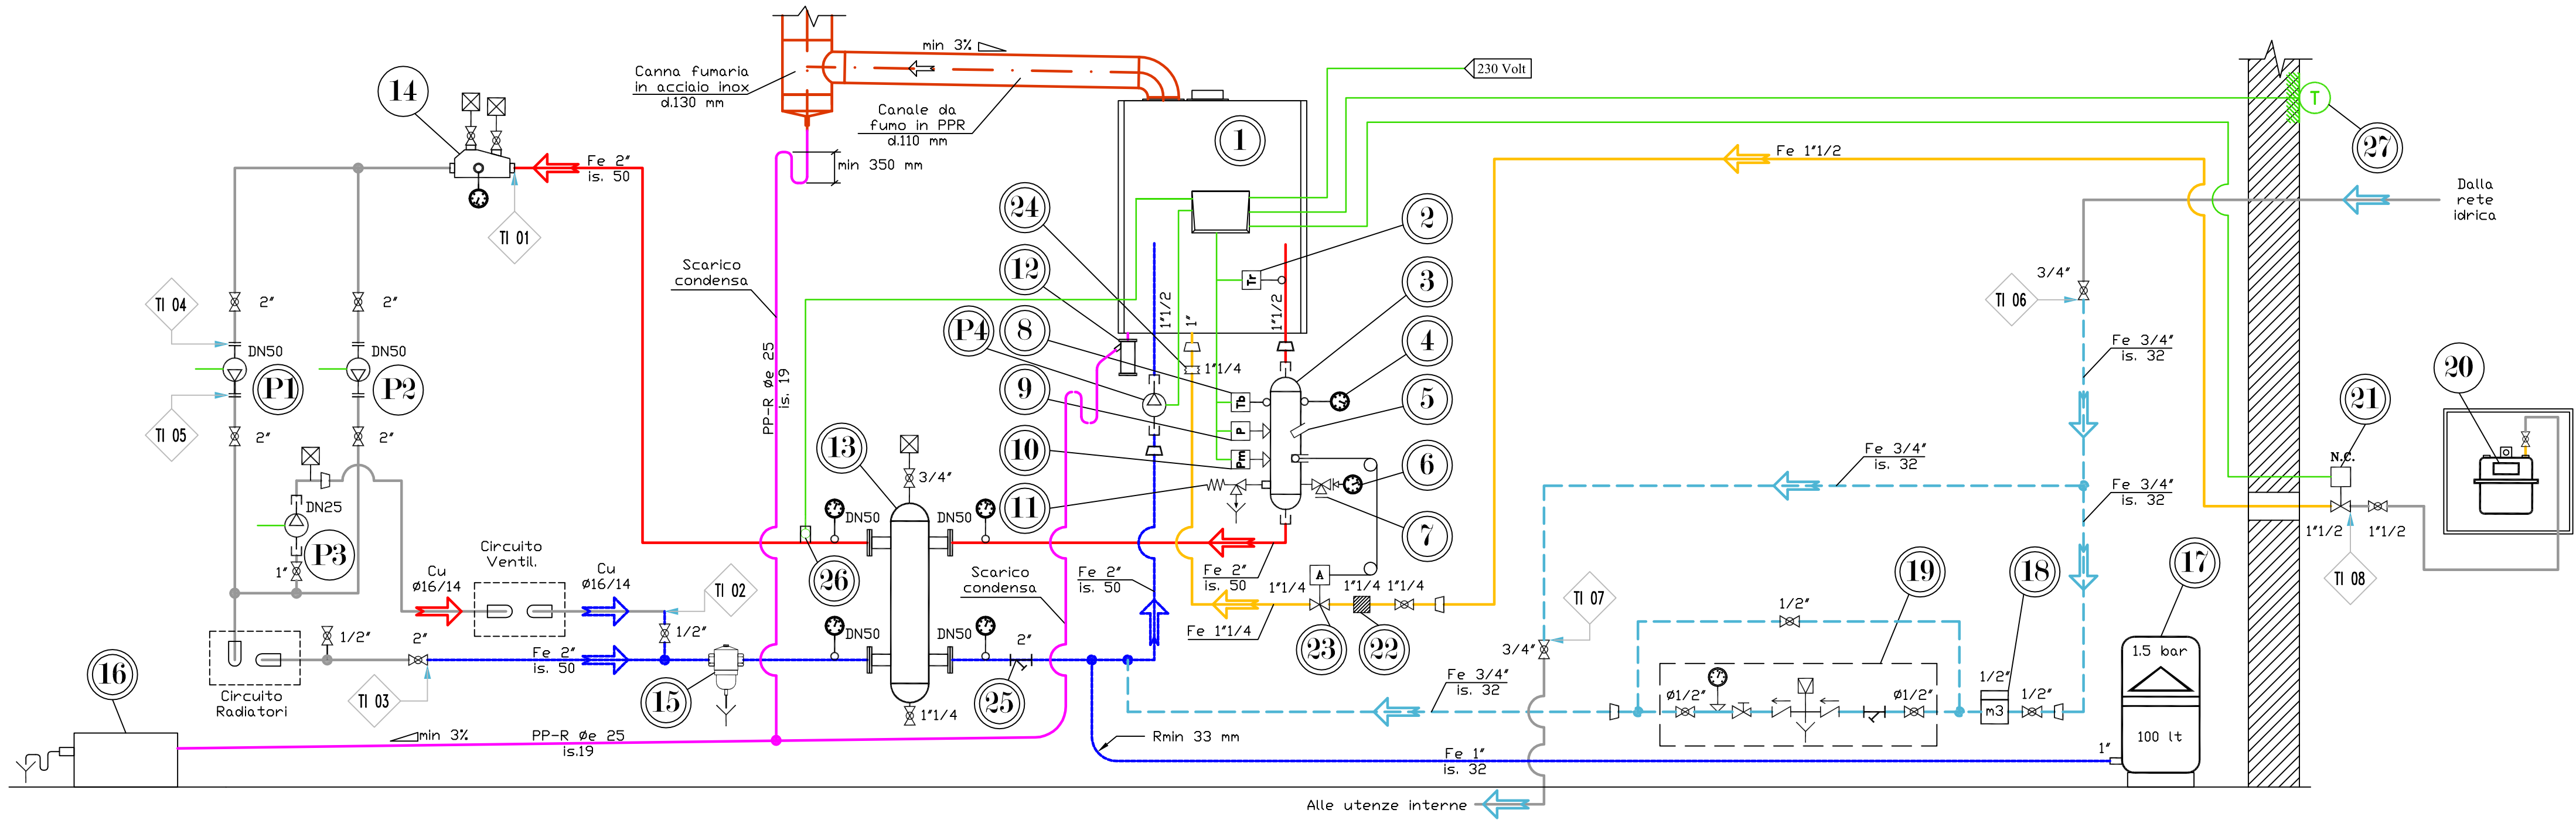 14
Fe 2"
is. 50
TI 01
TI 04
2"
2"
DN50
P1
DN50
P2
TI 05
2"
2"
DN25
P3
1"
Cu
Ø16/14
Circuito
Ventil.
Cu
Ø16/14
TI 02
1/2"
1/2"
2"
Fe 2"
is. 50
TI 03
Circuito
Radiatori
15
16
min 3%
PP-R Øe 25
is.19
Canna fumaria
in acciaio inox
d.130 mm
min 3%
Canale da
fumo in PPR
d.110 mm
min 350 mm
Scarico
condensa
PP-R Øe 25
is. 19
13
3/4"
DN50
DN50
26
DN50
DN50
1"1/4
2"
25
Scarico
condensa
Fe 2"
is. 50
Rmin 33 mm
Fe 1"
is. 32
230 Volt
1
24
12
P4
8
9
10
11
1"1/2
1"
1"1/2
1"1/4
Tr
Tb
P
Pm
2
3
4
5
6
7
Fe 2"
is. 50
Fe 1"1/4
A
1"1/4
1"1/4
1"1/4
23
22
Fe 1"1/2
T
27
Dalla
rete
idrica
3/4"
TI 06
Fe 3/4"
is. 32
Fe 3/4"
is. 32
Fe 3/4"
is. 32
TI 07
3/4"
Fe 3/4"
is. 32
1/2"
19
18
Ø1/2"
Ø1/2"
1/2"
m3
1/2"
17
1.5 bar
100 lt
1"
Alle utenze interne
20
21
N.C.
1"1/2
1"1/2
TI 08